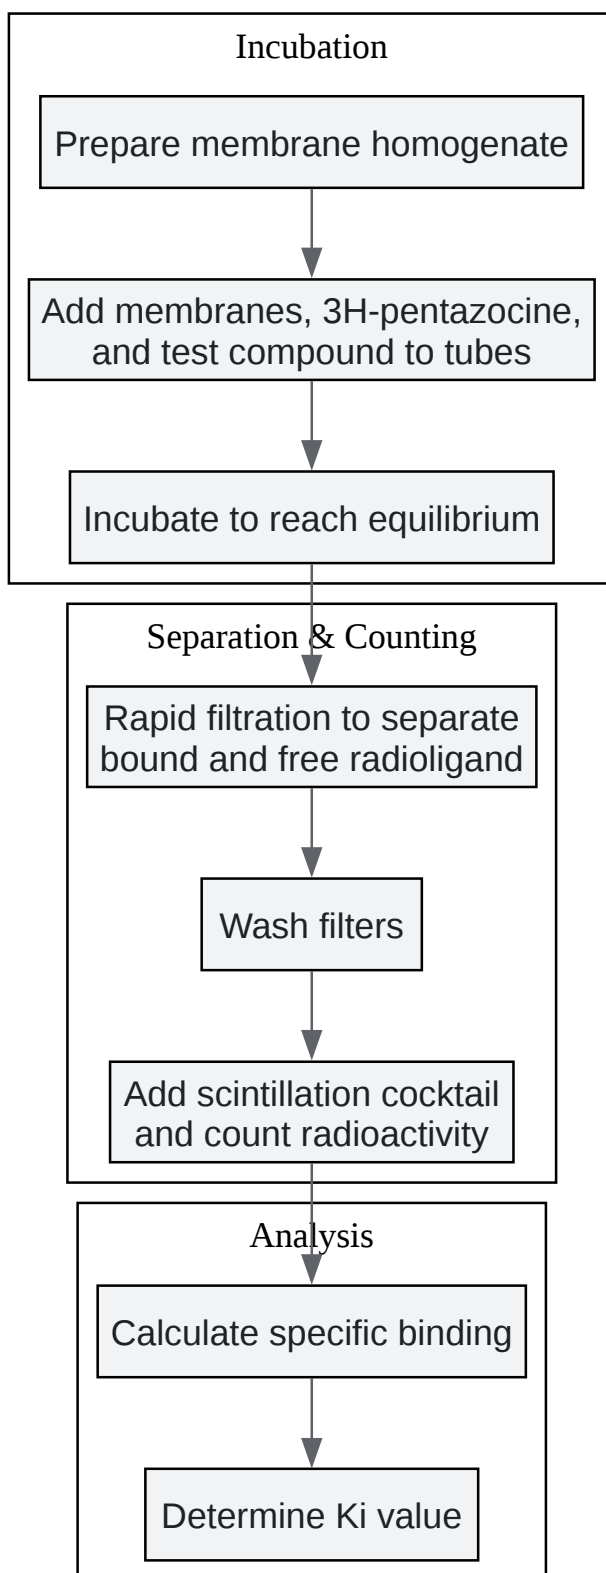 Incubation
Prepare membrane homogenate
Add membranes, 3H-pentazocine,
and test compound to tubes
Incubate to reach equilibrium
Separation & Counting
Rapid filtration to separate
bound and free radioligand
Wash filters
Add scintillation cocktail
and count radioactivity
Analysis
Calculate specific binding
Determine Ki value